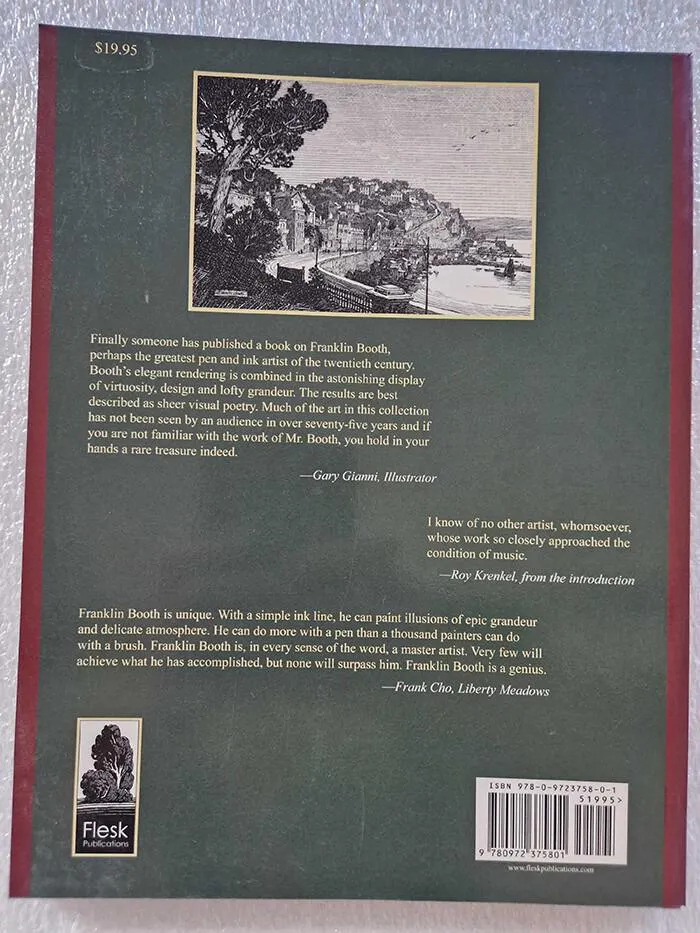 $19.95
Finally someone has published a book on Franklin Booth,
perhaps the greatest pen and ink artist of the twentieth century.
Booth's elegant rendering is combined in the astonishing display
of virtuosity, design and lofty grandeur. The results are best
described as sheer visual poetry. Much of the art in this collection
has not been seen by an audience in over seventy-five years and if
you are not familiar with the work of Mr. Booth, you hold in your
hands a rare treasure indeed.
—Gary Gianni, Illustrator
I know of no other artist, whomsoever,
whose work so closely approached the
condition of music.
—Roy Krenkel, from the introduction
Franklin Booth is unique. With a simple ink line, he can paint illusions of epic grandeur
and delicate atmosphere. He can do more with a pen than a thousand painters can do
with a brush. Franklin Booth is, in every sense of the word, a master artist. Very few will
achieve what he has accomplished, but none will surpass him. Franklin Booth is a genius.
—Frank Cho, Liberty Meadows
Flesk
Publications
ISBN 978-0-9723758-0-1
51995>
9 780972 375801
www.fleskpublications.com